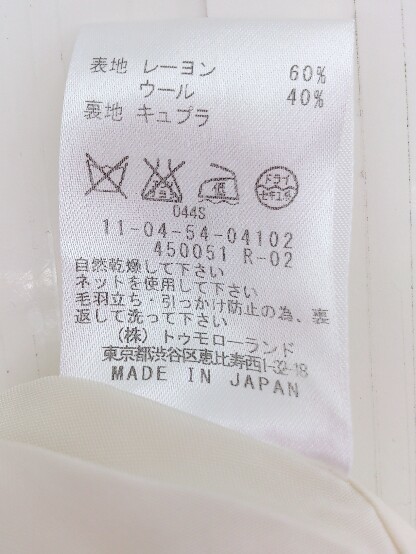 表地 レーヨン 60%
ウール 40%
裏地 キュプラ
低
ドライ
セキユ系
044S
11-04-54-04102
450051 R-02
自然乾燥して下さい
ネットを使用して下さい
毛羽立ち・引っかけ防止の為、裏
返して洗って下さい
(株) トゥモローランド
東京都渋谷区恵比寿西1-32-18
MADE IN JAPAN